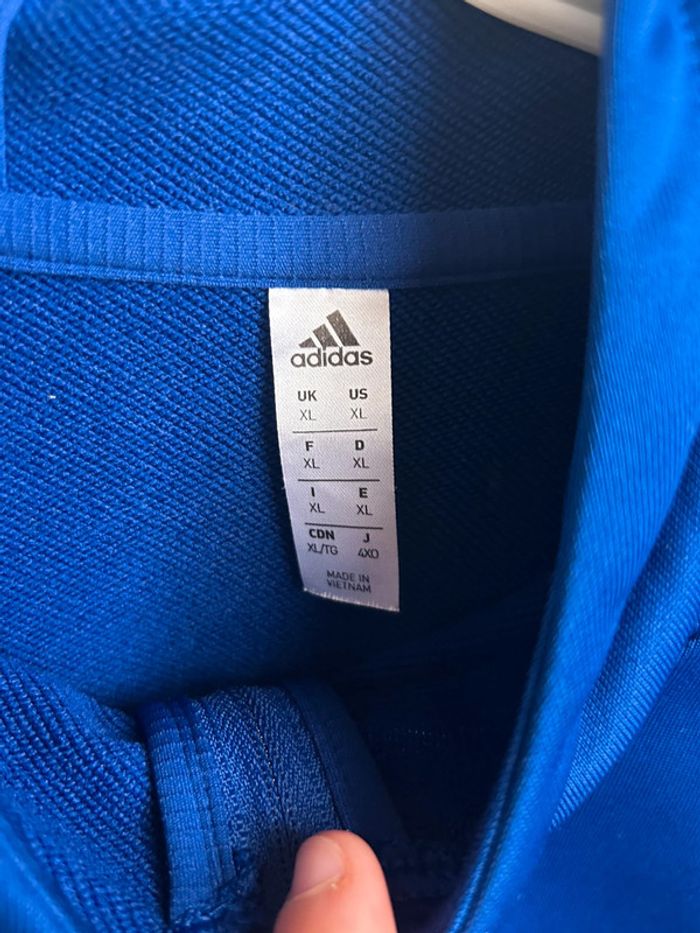 adidas
UK US
XL XL
F D
XL XL
I E
XL XL
CDN J
XL/TG 4XO
MADE IN
VIETNAM